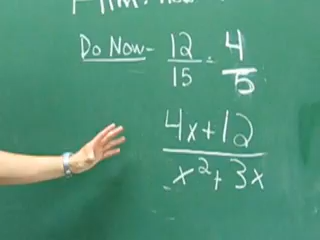 Do Now- 12/15 = 4/5
4x+12
x²+3x